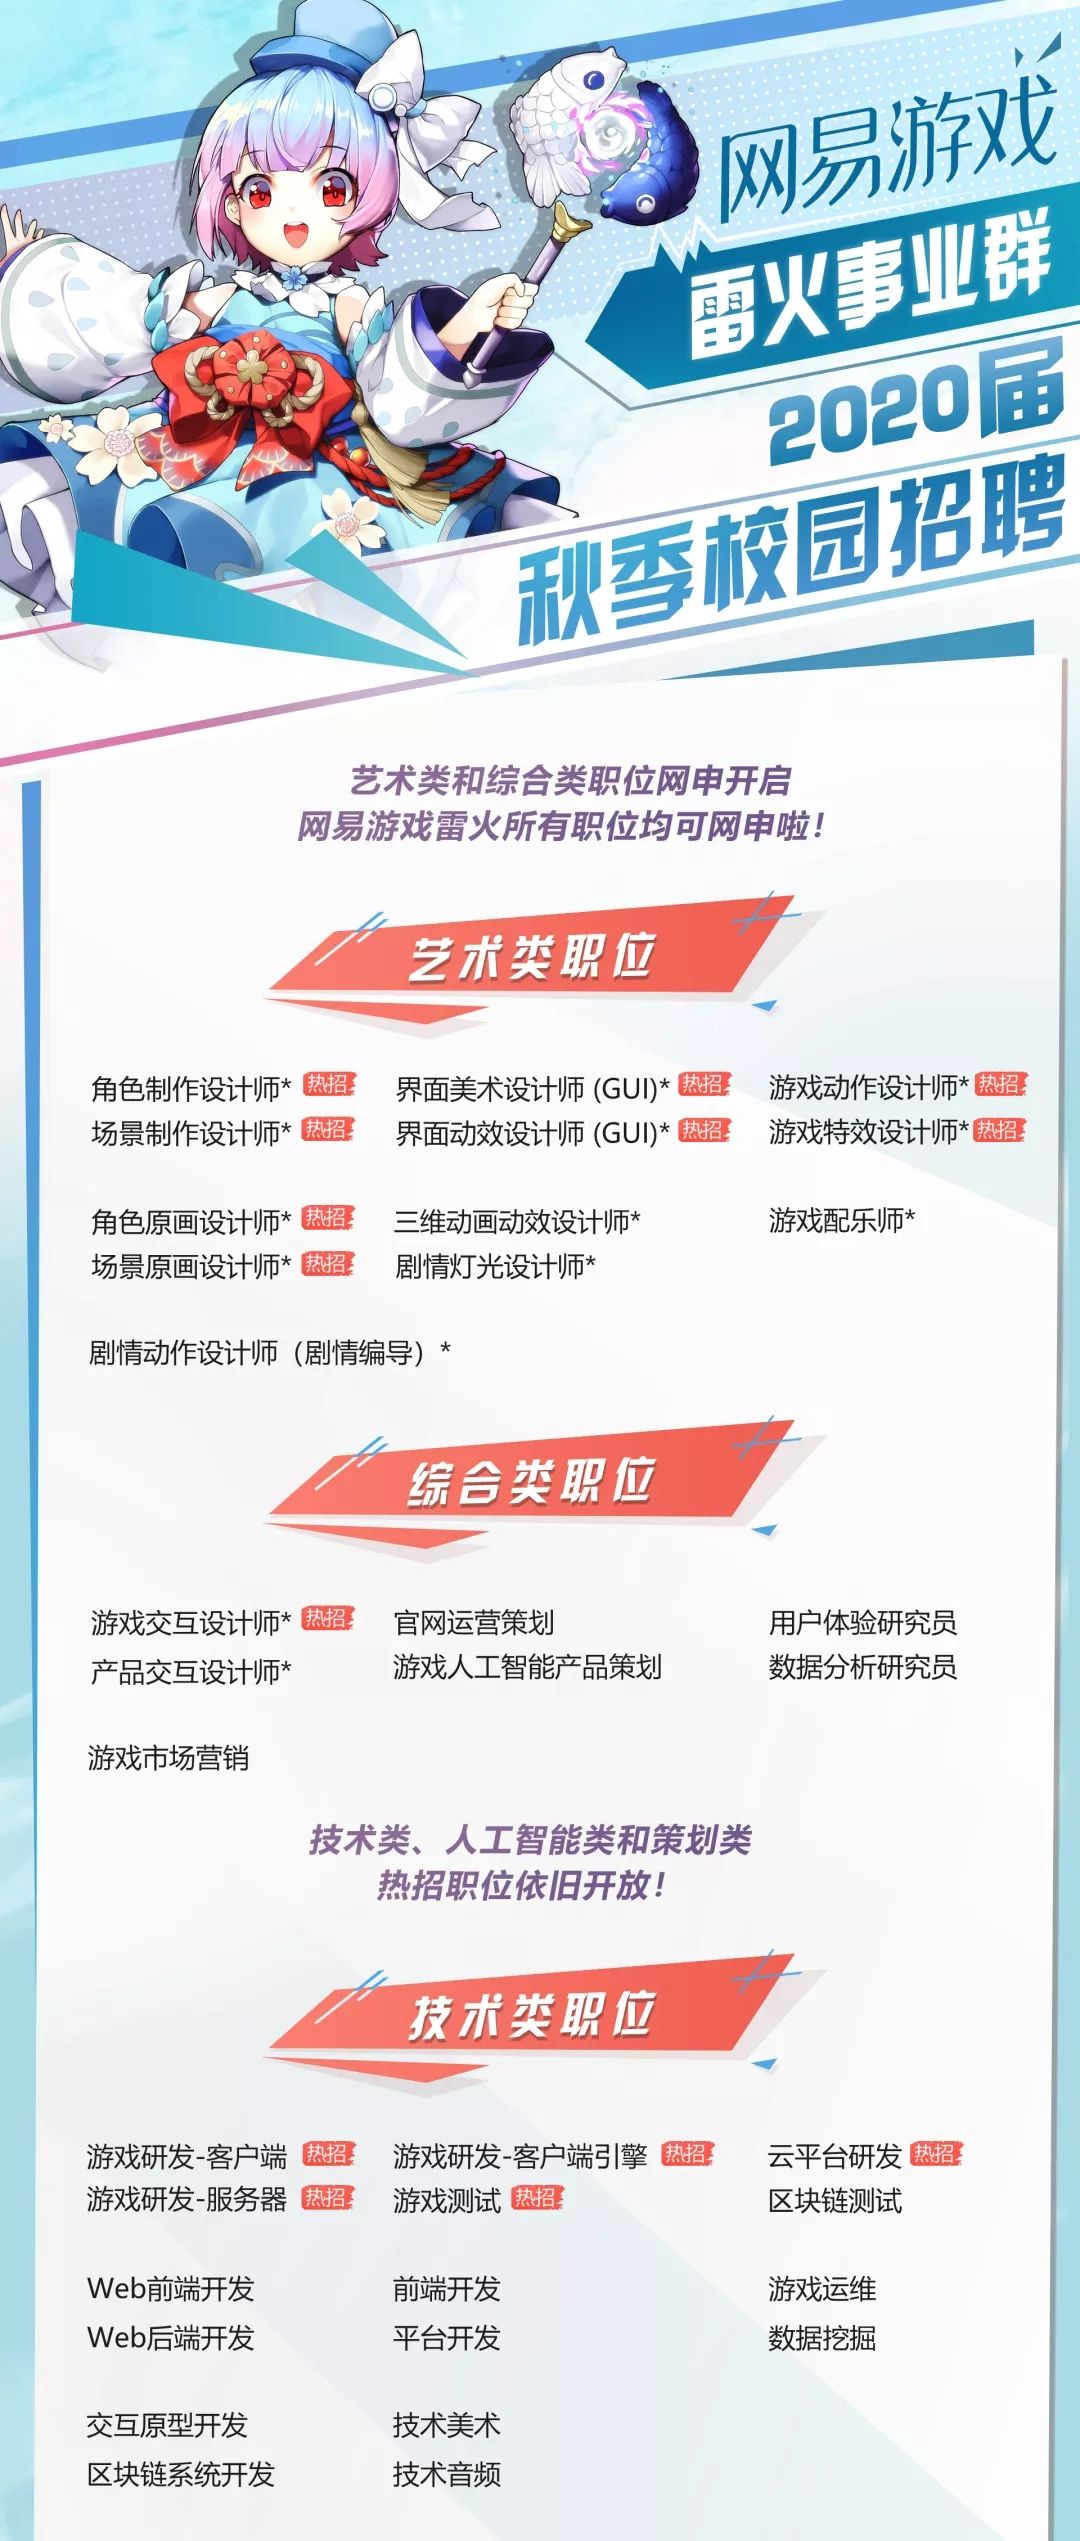 网易游戏
雷火事业群
2020届
秋季校园招聘
艺术类和综合类职位网申开启
网易游戏雷火所有职位均可网申啦！
艺术类职位
角色制作设计师* 热招 界面美术设计师 (GUI)* 热招 游戏动作设计师* 热招
场景制作设计师* 热招 界面动效设计师 (GUI)* 热招 游戏特效设计师* 热招
角色原画设计师* 热招 三维动画动效设计师* 游戏配乐师*
场景原画设计师* 热招 剧情灯光设计师*
剧情动作设计师（剧情编导）*
综合类职位
游戏交互设计师* 热招 官网运营策划 用户体验研究员
产品交互设计师* 游戏人工智能产品策划 数据分析研究员
游戏市场营销
技术类、人工智能类和策划类
热招职位依旧开放！
技术类职位
游戏研发-客户端 热招 游戏研发-客户端引擎 热招 云平台研发 热招
游戏研发-服务器 热招 游戏测试 热招 区块链测试
Web前端开发 前端开发 游戏运维
Web后端开发 平台开发 数据挖掘
交互原型开发 技术美术
区块链系统开发 技术音频